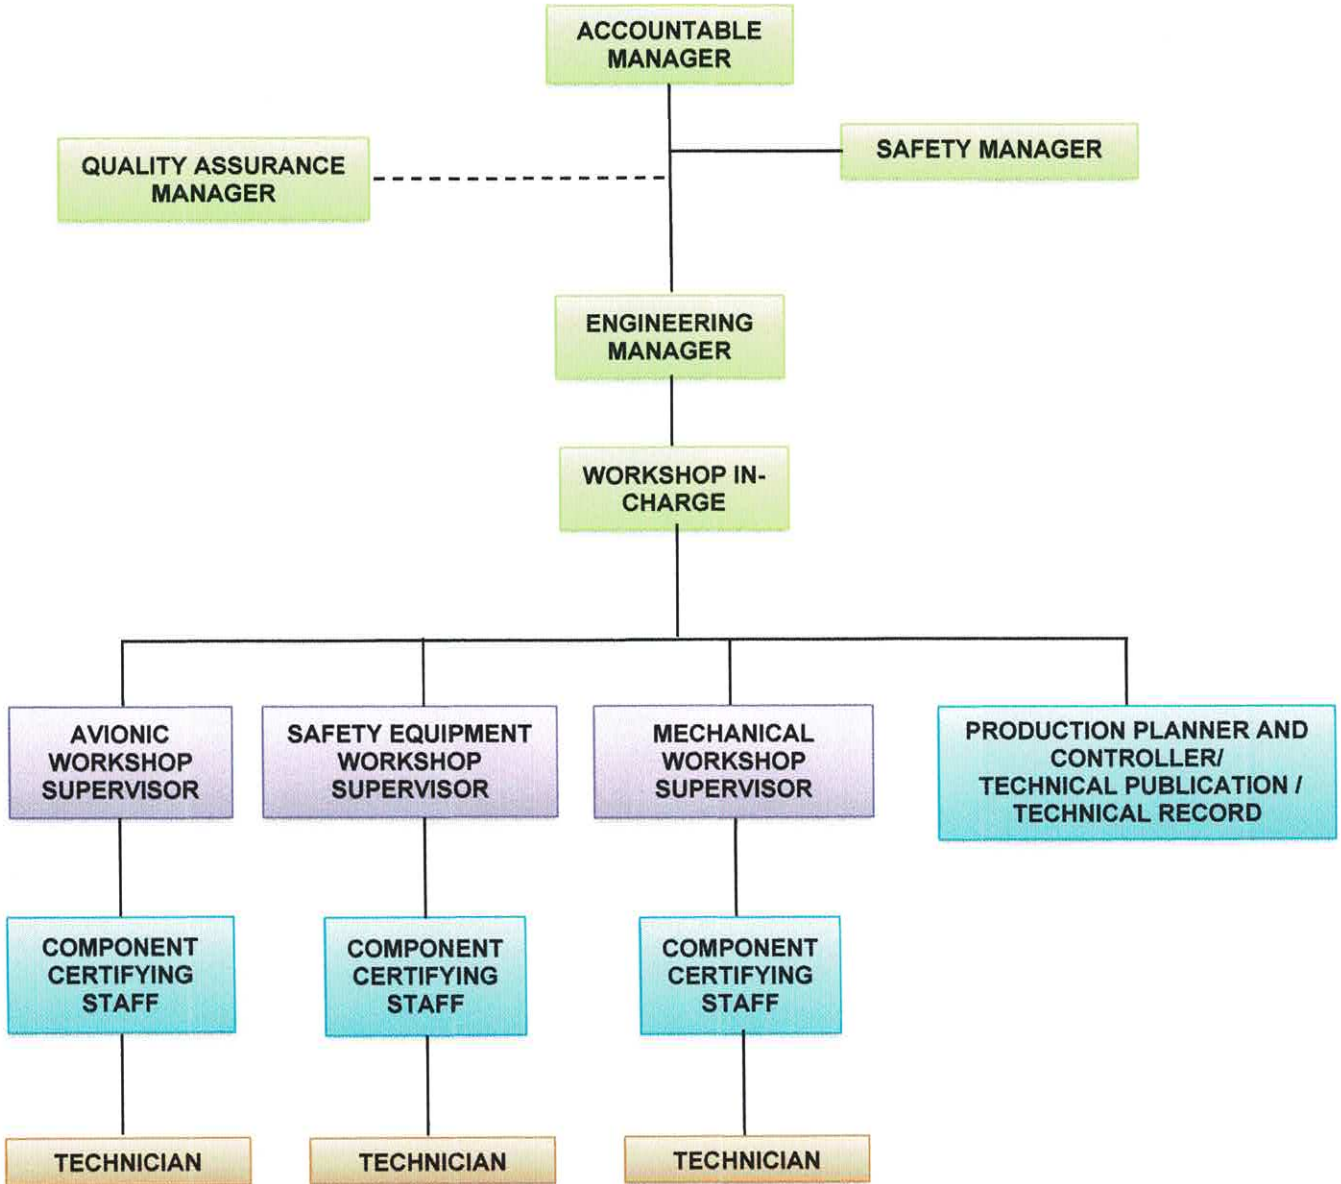 ACCOUNTABLE
MANAGER
QUALITY ASSURANCE
MANAGER
SAFETY MANAGER
ENGINEERING
MANAGER
WORKSHOP IN-
CHARGE
AVIONIC
WORKSHOP
SUPERVISOR
SAFETY EQUIPMENT
WORKSHOP
SUPERVISOR
MECHANICAL
WORKSHOP
SUPERVISOR
PRODUCTION PLANNER AND
CONTROLLER/
TECHNICAL PUBLICATION /
TECHNICAL RECORD
COMPONENT
CERTIFYING
STAFF
COMPONENT
CERTIFYING
STAFF
COMPONENT
CERTIFYING
STAFF
TECHNICIAN
TECHNICIAN
TECHNICIAN